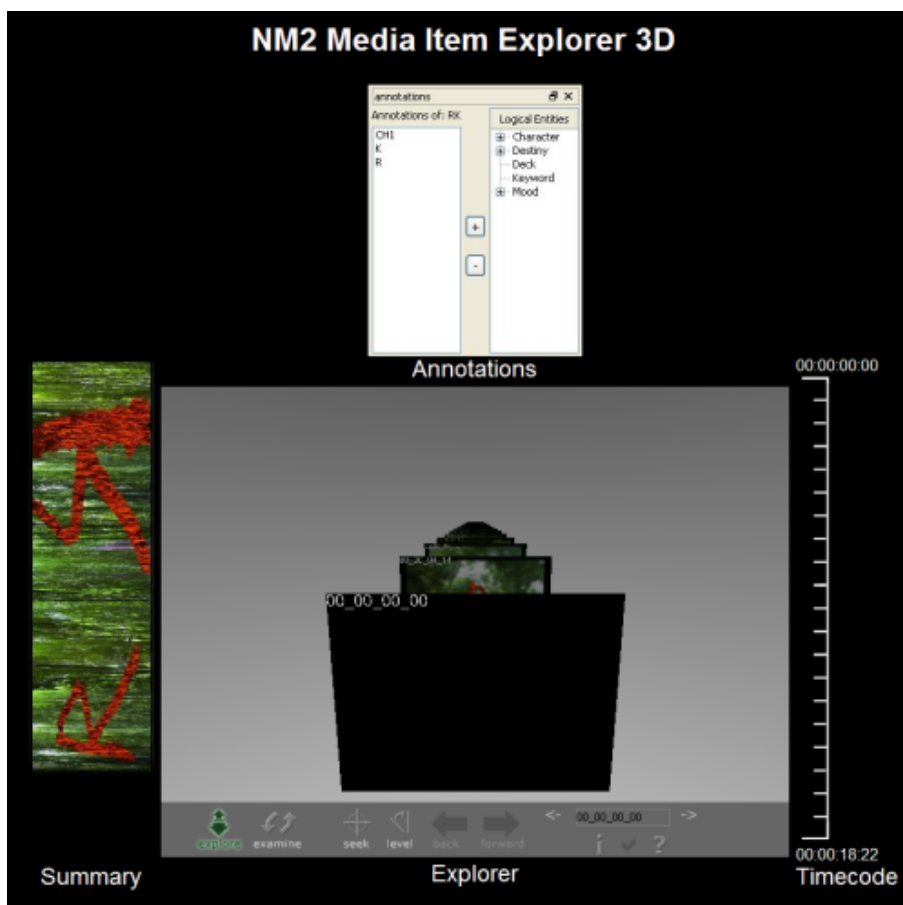 NM2 Media Item Explorer 3D
annotations
Annotations of: RK
Logical Entities
CH1
K
R
Character
Destiny
Deck
Keyword
Mood
+
-
Annotations
00:00:00:00
00_00_00_00
explore
examine
seek
level
back
forward
<-
00_00_00_00
->
i
?
00:00:18:22
Summary
Explorer
Timecode